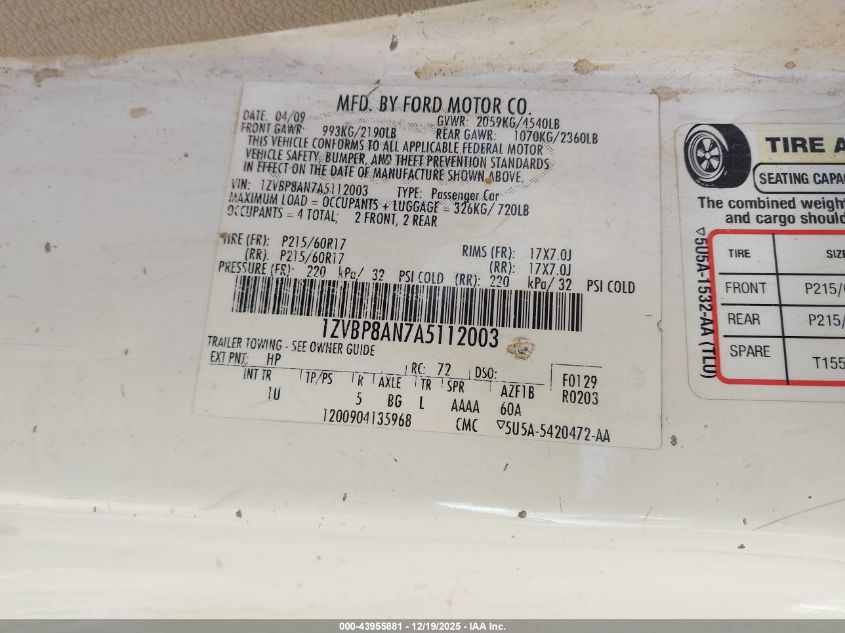 MFD. BY FORD MOTOR CO.
DATE: 04/09 GVWR: 2059KG/4540LB
FRONT GAWR: 993KG/2190LB REAR GAWR: 1070KG/2360LB
THIS VEHICLE CONFORMS TO ALL APPLICABLE FEDERAL MOTOR
VEHICLE SAFETY, BUMPER, AND THEFT PREVENTION STANDARDS
IN EFFECT ON THE DATE OF MANUFACTURE SHOWN ABOVE.
VIN: 1ZVBP8AN7A5112003 TYPE: Passenger Car
MAXIMUM LOAD = OCCUPANTS + LUGGAGE = 326KG/ 720LB
OCCUPANTS = 4 TOTAL; 2 FRONT, 2 REAR
TIRE (FR): P215/60R17 RIMS (FR): 17X7.0J
(RR): P215/60R17 (RR): 17X7.0J
PRESSURE (FR): 220 kPa/ 32 PSI COLD (RR): 220 kPa/ 32 PSI COLD
1ZVBP8AN7A5112003
TRAILER TOWING - SEE OWNER GUIDE
EXT PNT: HP RC: 72 DSO: F0129
INT TR TP/PS R AXLE TR SPR AZF1B R0203
1U 5 BG L AAAA 60A
1200904135968 CMC ▽5U5A-5420472-AA
TIRE A
SEATING CAPA
The combined weight
and cargo should
▽5U5A-1532-AA (TL0)
TIRE SIZE
FRONT P215/
REAR P215/
SPARE T155
000-43955881 - 12/19/2025 - IAA Inc.